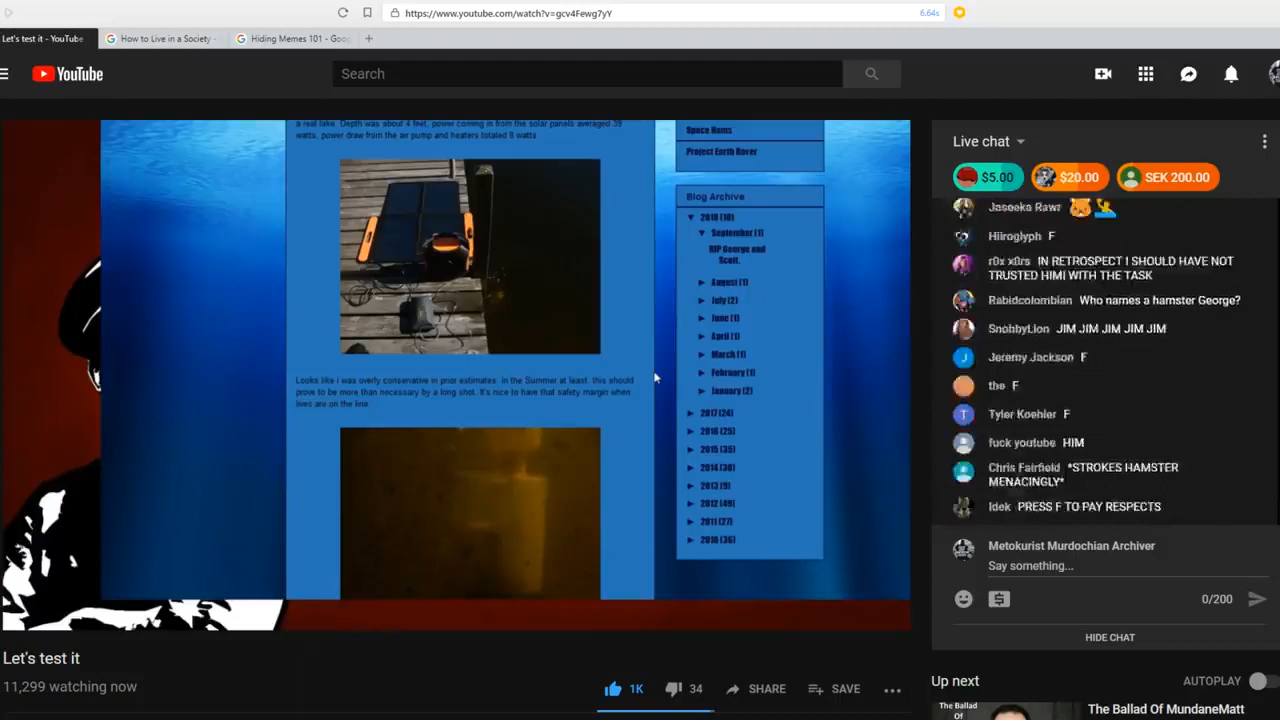 https://www.youtube.com/watch?v=gcv4Fewg7yY
6.64s
Let's test it - YouTube
How to Live in a Society -
Hiding Memes 101 - Goo
YouTube
Search
a real lake. Depth was about 4 feet, power coming in from the solar panels averaged 39
watts, power draw from the air pump and heaters totaled 8 watts
Looks like I was overly conservative in prior estimates. In the Summer at least, this should
prove to be more than necessary by a long shot. It's nice to have that safety margin when
lives are on the line.
Space Hams
Project Earth Rover
Blog Archive
▼ 2018 (10)
▼ September (1)
RIP George and
Scott.
► August (1)
► July (2)
► June (1)
► April (1)
► March (1)
► February (1)
► January (2)
► 2017 (24)
► 2016 (25)
► 2015 (35)
► 2014 (38)
► 2013 (9)
► 2012 (49)
► 2011 (27)
► 2010 (36)
Live chat
$5.00
$20.00
SEK 200.00
Jaseeka Rawr
Hiiroglyph F
r0x x0rs IN RETROSPECT I SHOULD HAVE NOT
TRUSTED HIMI WITH THE TASK
Rabidcolombian Who names a hamster George?
SnobbyLion JIM JIM JIM JIM JIM
Jeremy Jackson F
the F
Tyler Koehler F
fuck youtube HIM
Chris Fairfield *STROKES HAMSTER
MENACINGLY*
Idek PRESS F TO PAY RESPECTS
Metokurist Murdochian Archiver
Say something...
0/200
HIDE CHAT
Let's test it
11,299 watching now
1K
34
SHARE
SAVE
Up next
AUTOPLAY
The Ballad
Of
The Ballad Of MundaneMatt